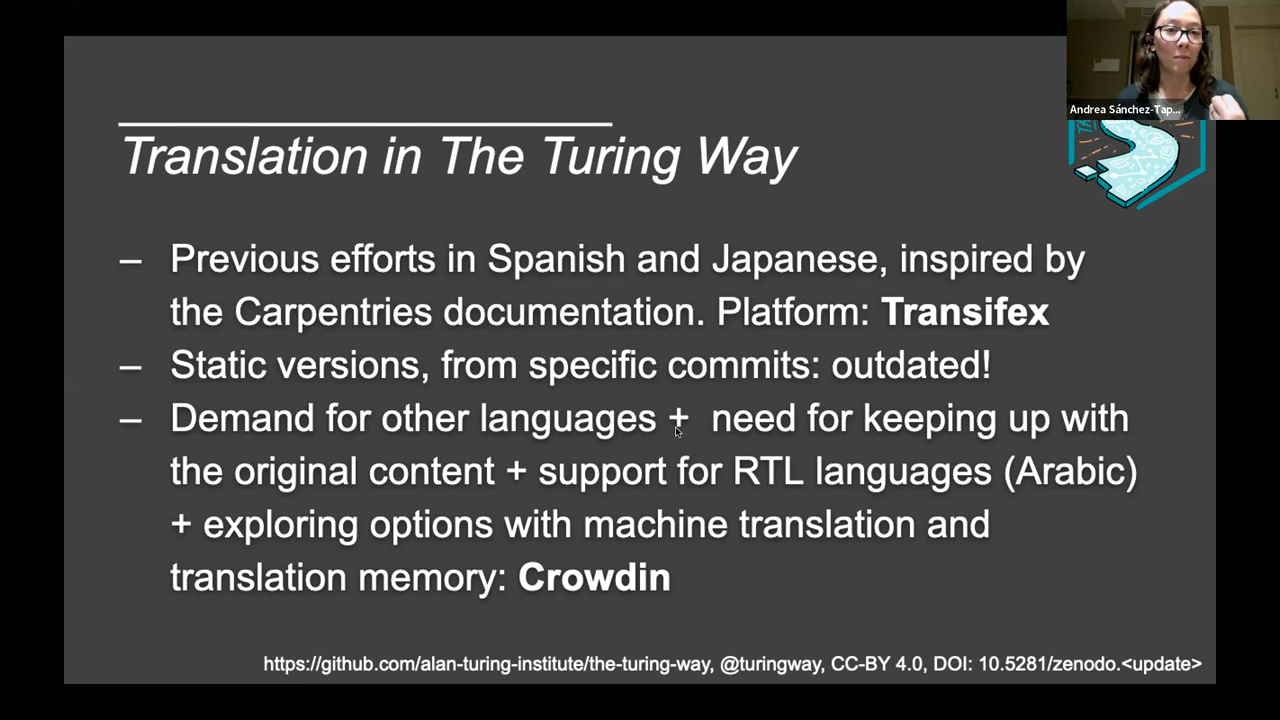 Andrea Sánchez-Tap...
Translation in The Turing Way
– Previous efforts in Spanish and Japanese, inspired by
the Carpentries documentation. Platform: Transifex
– Static versions, from specific commits: outdated!
– Demand for other languages +  need for keeping up with
the original content + support for RTL languages (Arabic)
+ exploring options with machine translation and
translation memory: Crowdin
https://github.com/alan-turing-institute/the-turing-way, @turingway, CC-BY 4.0, DOI: 10.5281/zenodo.<update>